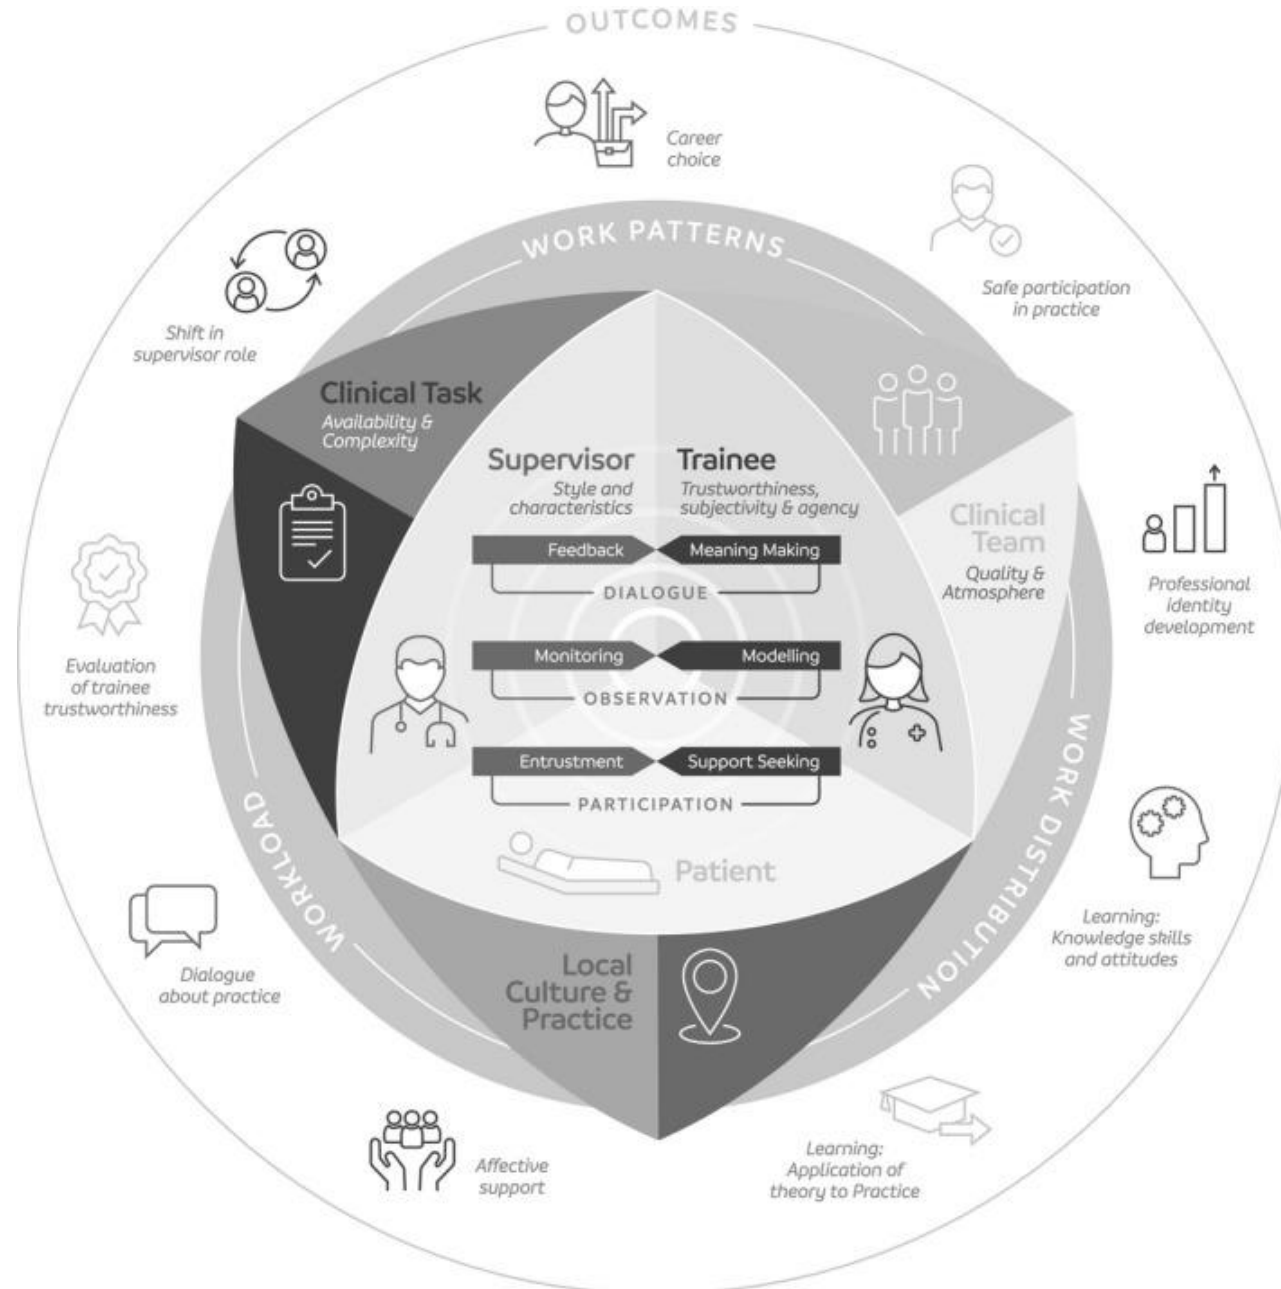 OUTCOMES
Career
choice
Safe participation
in practice
Shift in
supervisor role
WORK PATTERNS
Clinical Task
Availability &
Complexity
Supervisor
Style and
characteristics
Trainee
Trustworthiness,
subjectivity & agency
Clinical
Team
Quality &
Atmosphere
Feedback
Meaning Making
DIALOGUE
Monitoring
Modelling
OBSERVATION
Entrustment
Support Seeking
PARTICIPATION
Patient
Local
Culture &
Practice
WORKLOAD
WORK DISTRIBUTION
Professional
identity
development
Evaluation
of trainee
trustworthiness
Learning:
Knowledge skills
and attitudes
Dialogue
about practice
Learning:
Application of
theory to Practice
Affective
support